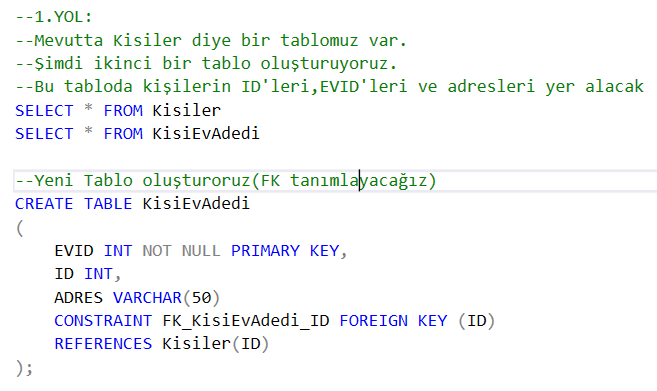 --1.YOL:
--Mevutta Kisiler diye bir tablomuz var.
--Şimdi ikinci bir tablo oluşturuyoruz.
--Bu tabloda kişilerin ID'leri,EVID'leri ve adresleri yer alacak
SELECT * FROM Kisiler
SELECT * FROM KisiEvAdedi
--Yeni Tablo oluşturoruz(FK tanımlayacağız)
CREATE TABLE KisiEvAdedi
(
EVID INT NOT NULL PRIMARY KEY,
ID INT,
ADRES VARCHAR(50)
CONSTRAINT FK_KisiEvAdedi_ID FOREIGN KEY (ID)
REFERENCES Kisiler(ID)
);